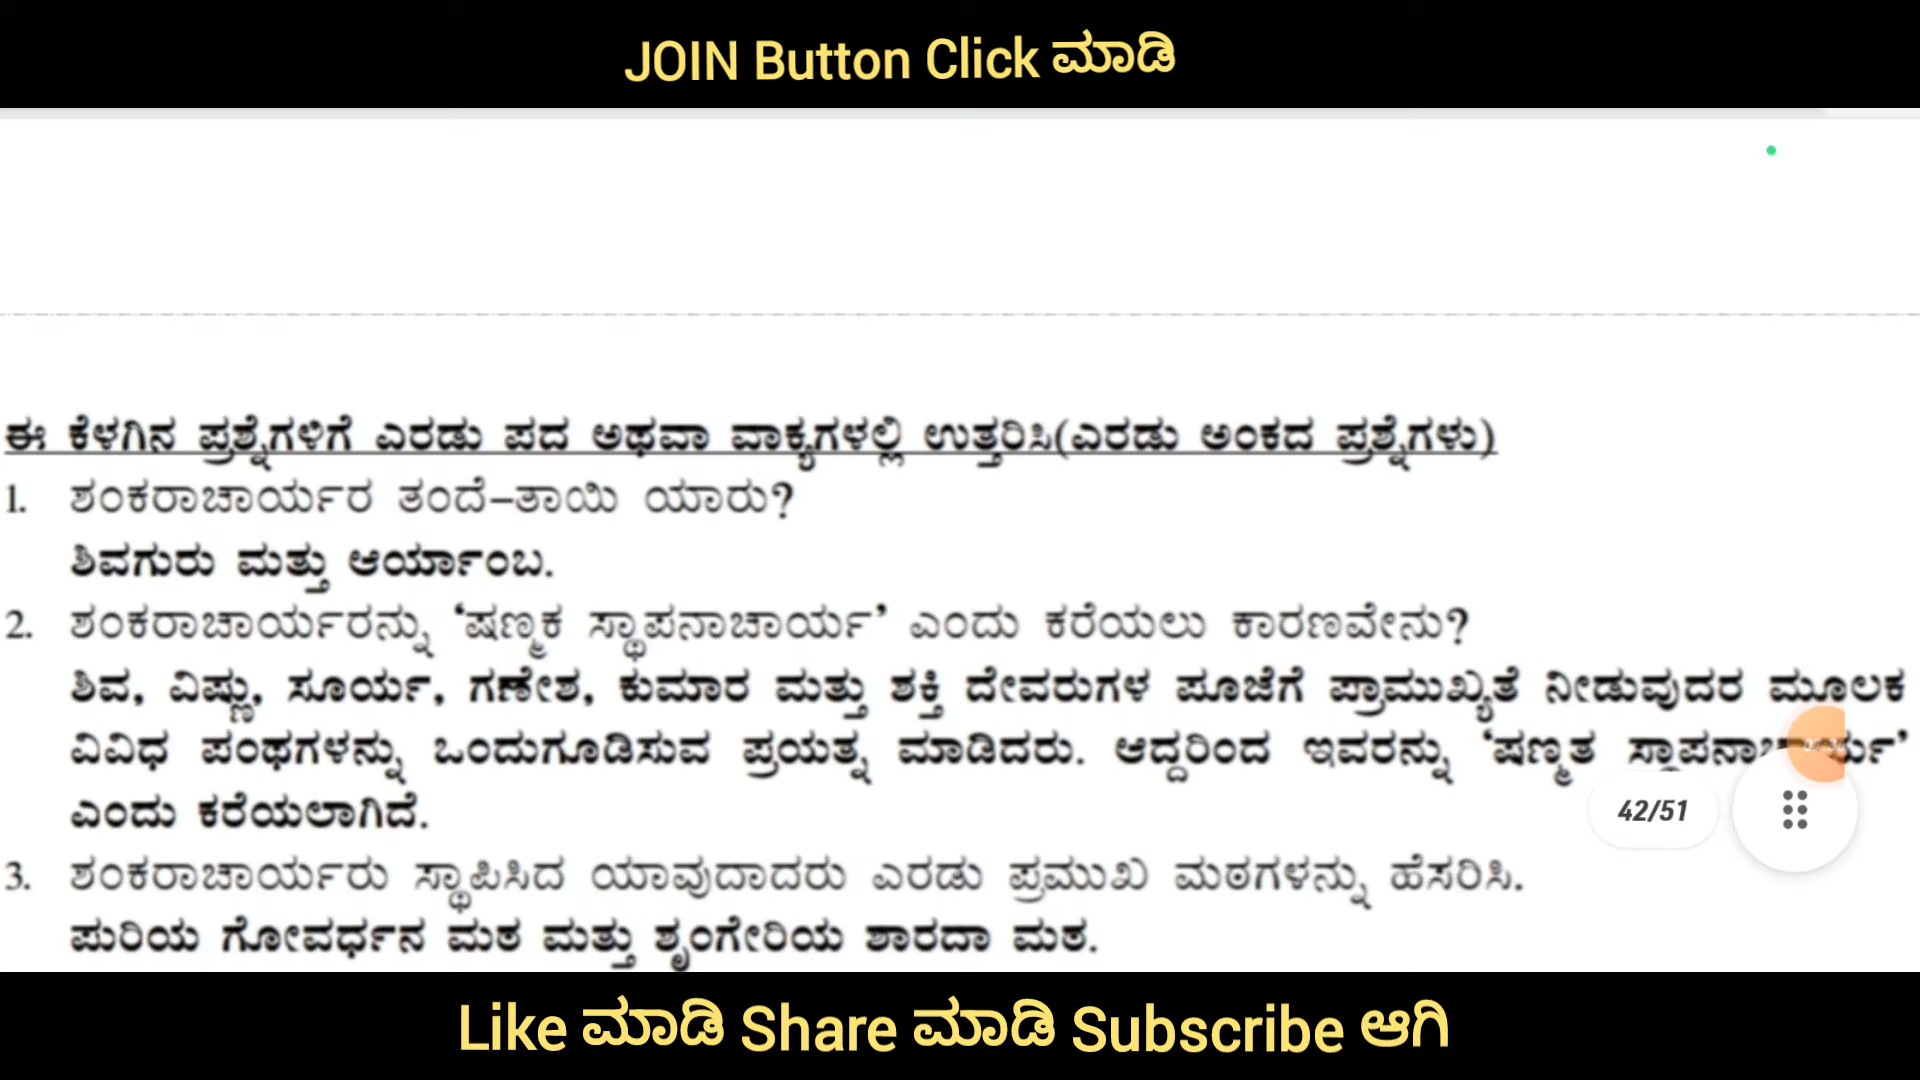 JOIN Button Click ಮಾಡಿ
ಈ ಕೆಳಗಿನ ಪ್ರಶ್ನೆಗಳಿಗೆ ಎರಡು ಪದ ಅಥವಾ ವಾಕ್ಯಗಳಲ್ಲಿ ಉತ್ತರಿಸಿ(ಎರಡು ಅಂಕದ ಪ್ರಶ್ನೆಗಳು)
1. ಶಂಕರಾಚಾರ್ಯರ ತಂದೆ-ತಾಯಿ ಯಾರು?
ಶಿವಗುರು ಮತ್ತು ಆರ್ಯಾಂಬ.
2. ಶಂಕರಾಚಾರ್ಯರನ್ನು ‘ಷಣ್ಮಕ ಸ್ಥಾಪನಾಚಾರ್ಯ’ ಎಂದು ಕರೆಯಲು ಕಾರಣವೇನು?
ಶಿವ, ವಿಷ್ಣು, ಸೂರ್ಯ, ಗಣೇಶ, ಕುಮಾರ ಮತ್ತು ಶಕ್ತಿ ದೇವರುಗಳ ಪೂಜೆಗೆ ಪ್ರಾಮುಖ್ಯತೆ ನೀಡುವುದರ ಮೂಲಕ
ವಿವಿಧ ಪಂಥಗಳನ್ನು ಒಂದುಗೂಡಿಸುವ ಪ್ರಯತ್ನ ಮಾಡಿದರು. ಆದ್ದರಿಂದ ಇವರನ್ನು ‘ಷಣ್ಮತ ಸ್ಥಾಪನಾಚಾರ್ಯ’
ಎಂದು ಕರೆಯಲಾಗಿದೆ.
42/51
3. ಶಂಕರಾಚಾರ್ಯರು ಸ್ಥಾಪಿಸಿದ ಯಾವುದಾದರು ಎರಡು ಪ್ರಮುಖ ಮಠಗಳನ್ನು ಹೆಸರಿಸಿ.
ಪುರಿಯ ಗೋವರ್ಧನ ಮಠ ಮತ್ತು ಶೃಂಗೇರಿಯ ಶಾರದಾ ಮಠ.
Like ಮಾಡಿ Share ಮಾಡಿ Subscribe ಆಗಿ